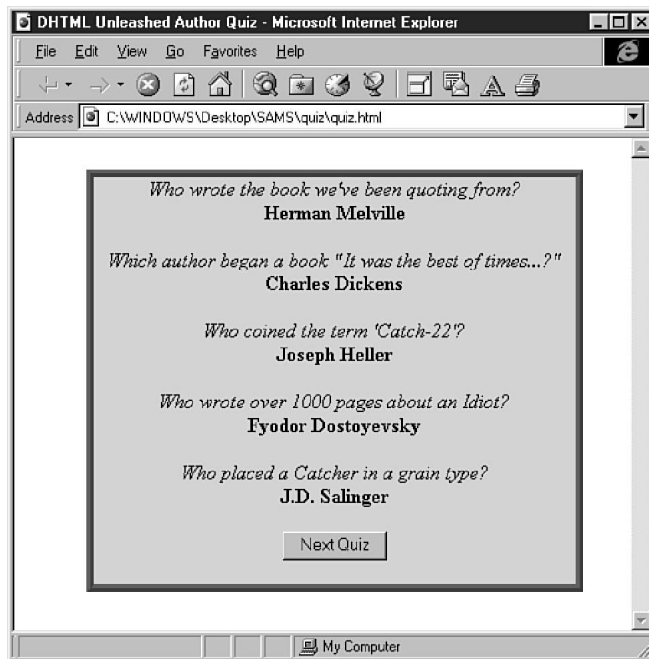 DHTML Unleashed Author Quiz - Microsoft Internet Explorer
File Edit View Go Favorites Help
Address C:\WINDOWS\Desktop\SAMS\quiz\quiz.html
Who wrote the book we've been quoting from?
Herman Melville
Which author began a book "It was the best of times...?"
Charles Dickens
Who coined the term 'Catch-22'?
Joseph Heller
Who wrote over 1000 pages about an Idiot?
Fyodor Dostoyevsky
Who placed a Catcher in a grain type?
J.D. Salinger
Next Quiz
My Computer